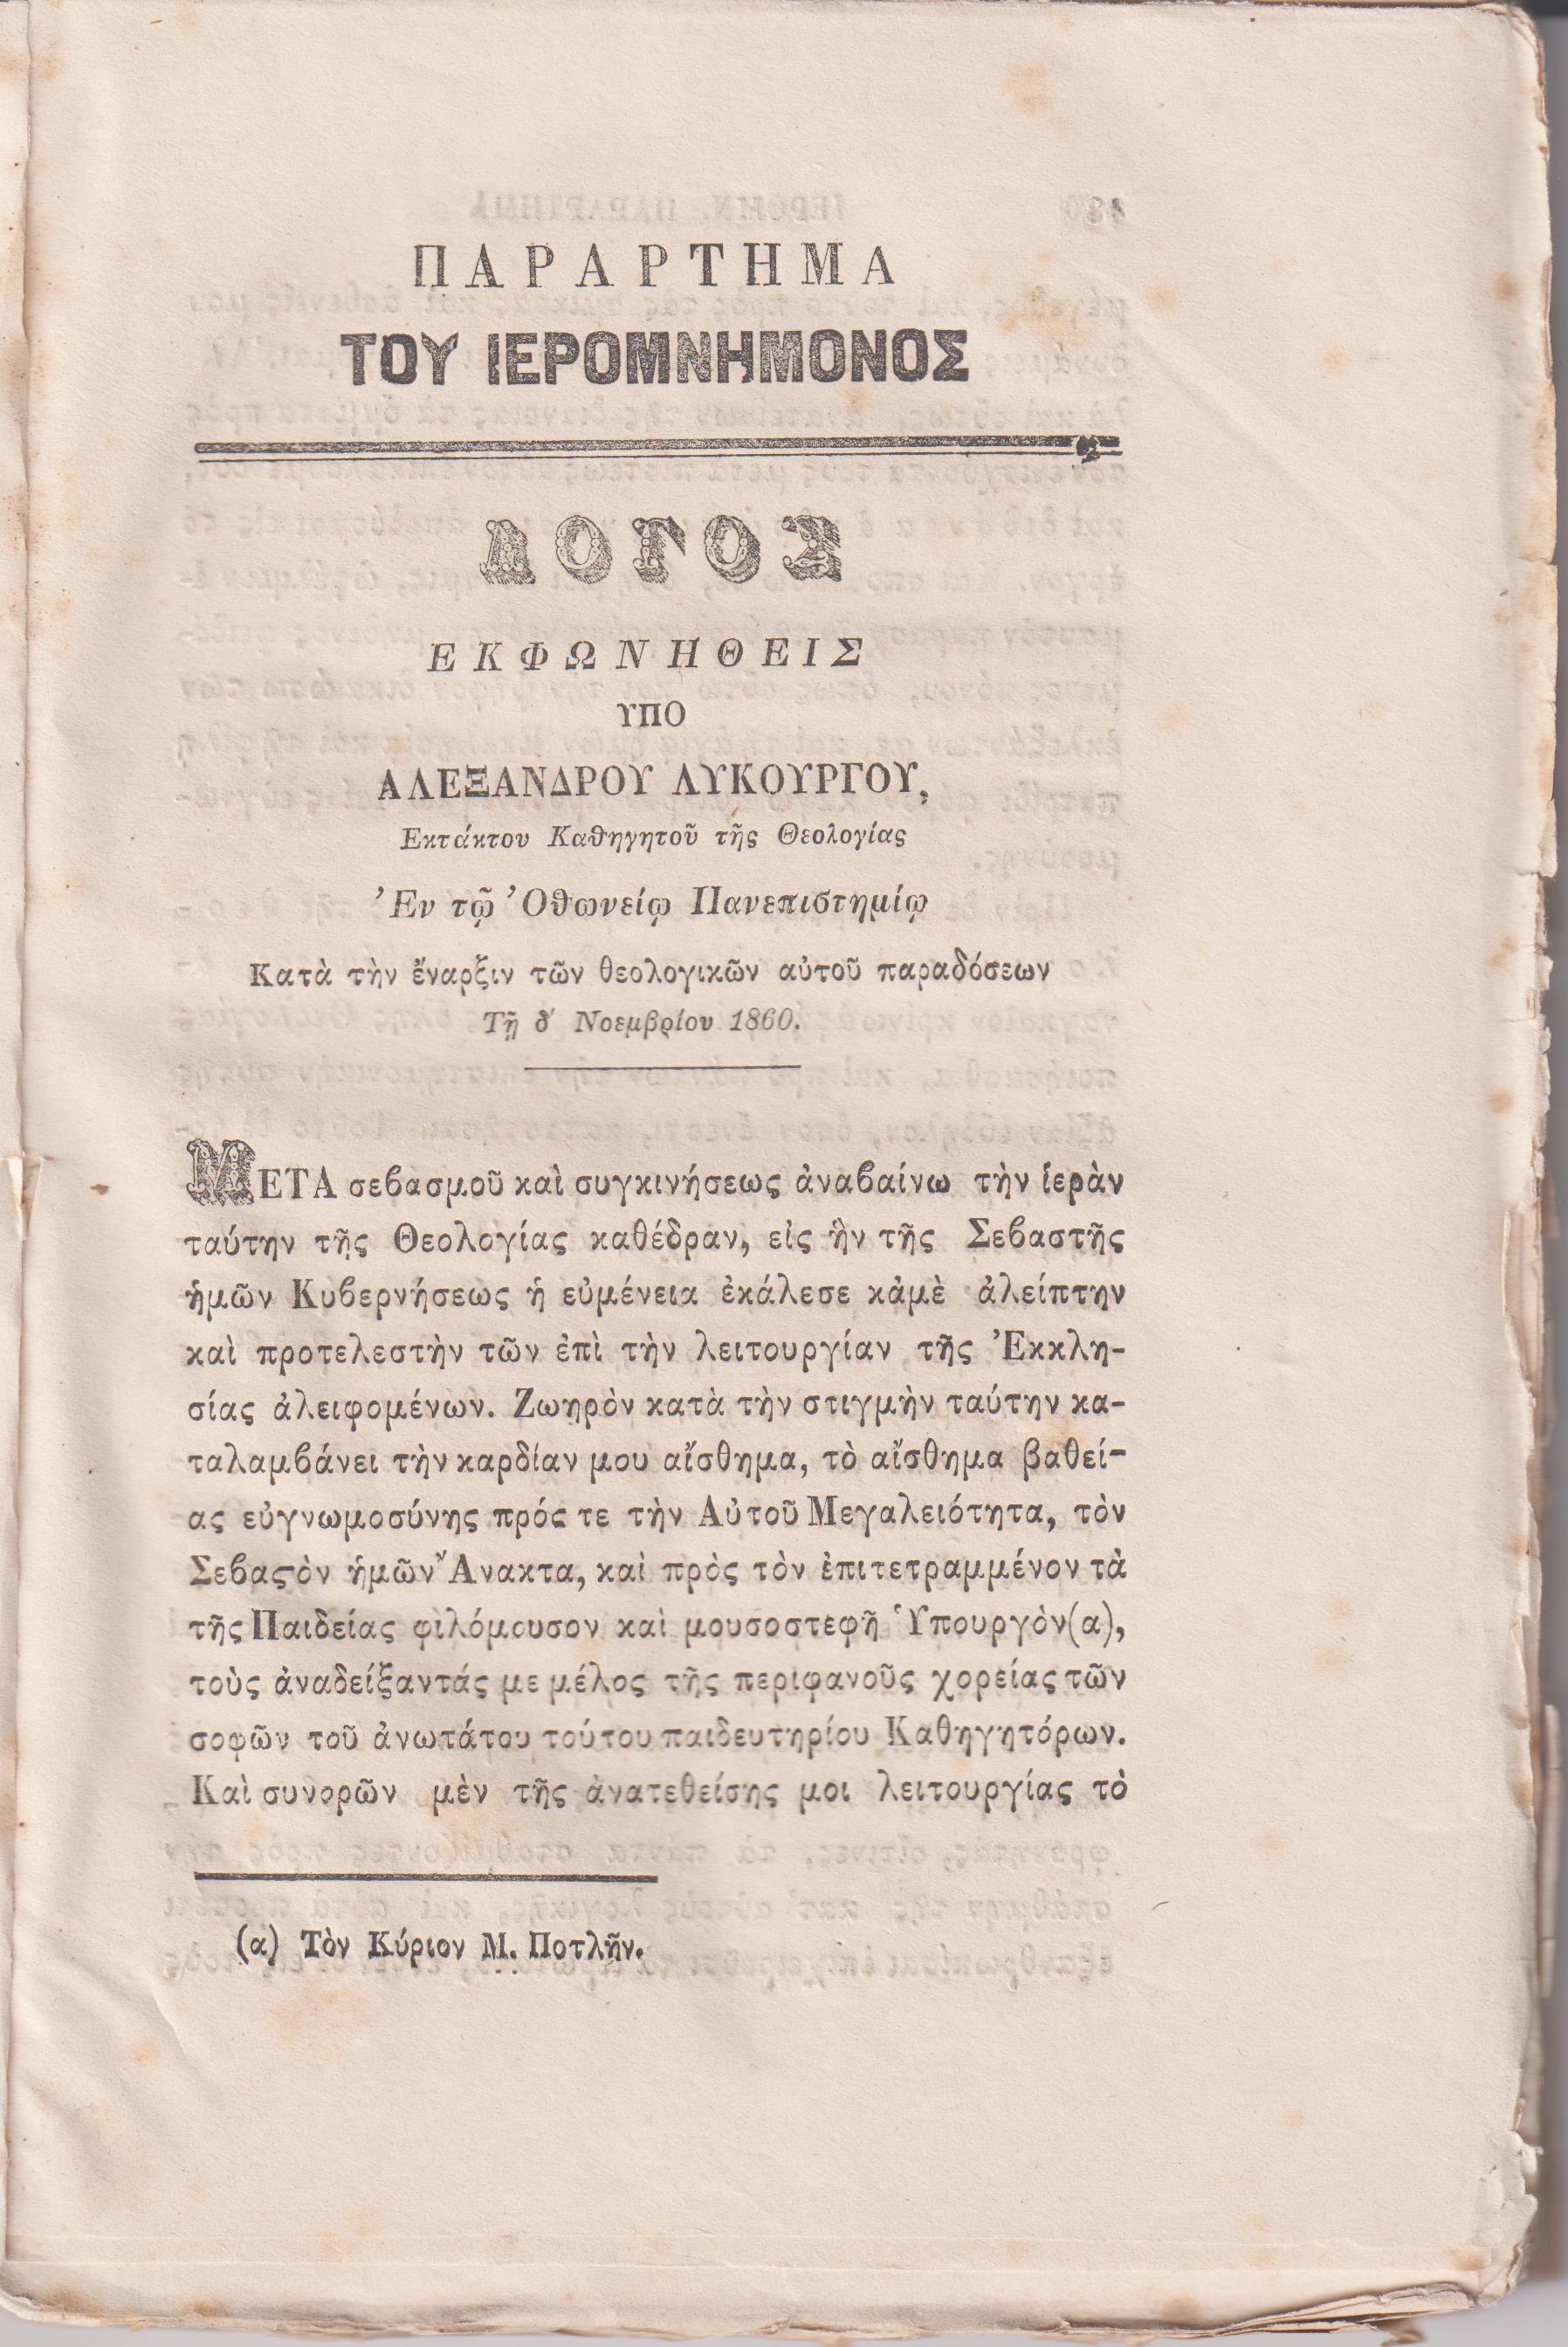 ΠΑΡΑΡΤΗΜΑ
ΤΟΥ ΙΕΡΟΜΝΗΜΟΝΟΣ
ΛΟΓΟΣ
ΕΚΦΩΝΗΘΕΙΣ
ΥΠΟ
ΑΛΕΞΑΝΔΡΟΥ ΛΥΚΟΥΡΓΟΥ,
Εκτάκτου Καθηγητοῦ τῆς Θεολογίας
Ἐν τῷ Ὀθωνείῳ Πανεπιστημίῳ
Κατὰ τὴν ἔναρξιν τῶν θεολογικῶν αὐτοῦ παραδόσεων
Τῇ δ΄ Νοεμβρίου 1860.
ΜΕΤΑ σεβασμοῦ καὶ συγκινήσεως ἀναβαίνω τὴν ἱερὰν
ταύτην τῆς Θεολογίας καθέδραν, εἰς ἣν τῆς Σεβαστῆς
ἡμῶν Κυβερνήσεως ἡ εὐμένεια ἐκάλεσε κἀμὲ ἀλείπτην
καὶ προτελεστὴν τῶν ἐπὶ τὴν λειτουργίαν τῆς Ἐκκλη-
σίας ἀλειφομένων. Ζωηρὸν κατὰ τὴν στιγμὴν ταύτην κα-
ταλαμβάνει τὴν καρδίαν μου αἴσθημα, τὸ αἴσθημα βαθεί-
ας εὐγνωμοσύνης πρός τε τὴν Αὐτοῦ Μεγαλειότητα, τὸν
Σεβαϛὸν ἡμῶν Ἄνακτα, καὶ πρὸς τὸν ἐπιτετραμμένον τὰ
τῆς Παιδείας φιλόμουσον καὶ μουσοστεφῆ Ὑπουργὸν(α),
τοὺς ἀναδείξαντάς με μέλος τῆς περιφανοῦς χορείας τῶν
σοφῶν τοῦ ἀνωτάτου τούτου παιδευτηρίου Καθηγητόρων.
Καὶ συνορῶν μὲν τῆς ἀνατεθείσης μοι λειτουργίας τὸ
(α) Τὸν Κύριον Μ. Ποτλῆν.